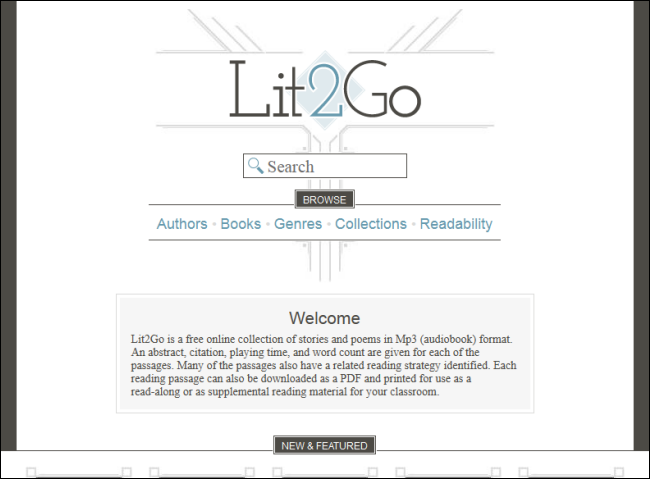 Lit2Go
Search
BROWSE
Authors • Books • Genres • Collections • Readability
Welcome
Lit2Go is a free online collection of stories and poems in Mp3 (audiobook) format.
An abstract, citation, playing time, and word count are given for each of the
passages. Many of the passages also have a related reading strategy identified. Each
reading passage can also be downloaded as a PDF and printed for use as a
read-along or as supplemental reading material for your classroom.
NEW & FEATURED